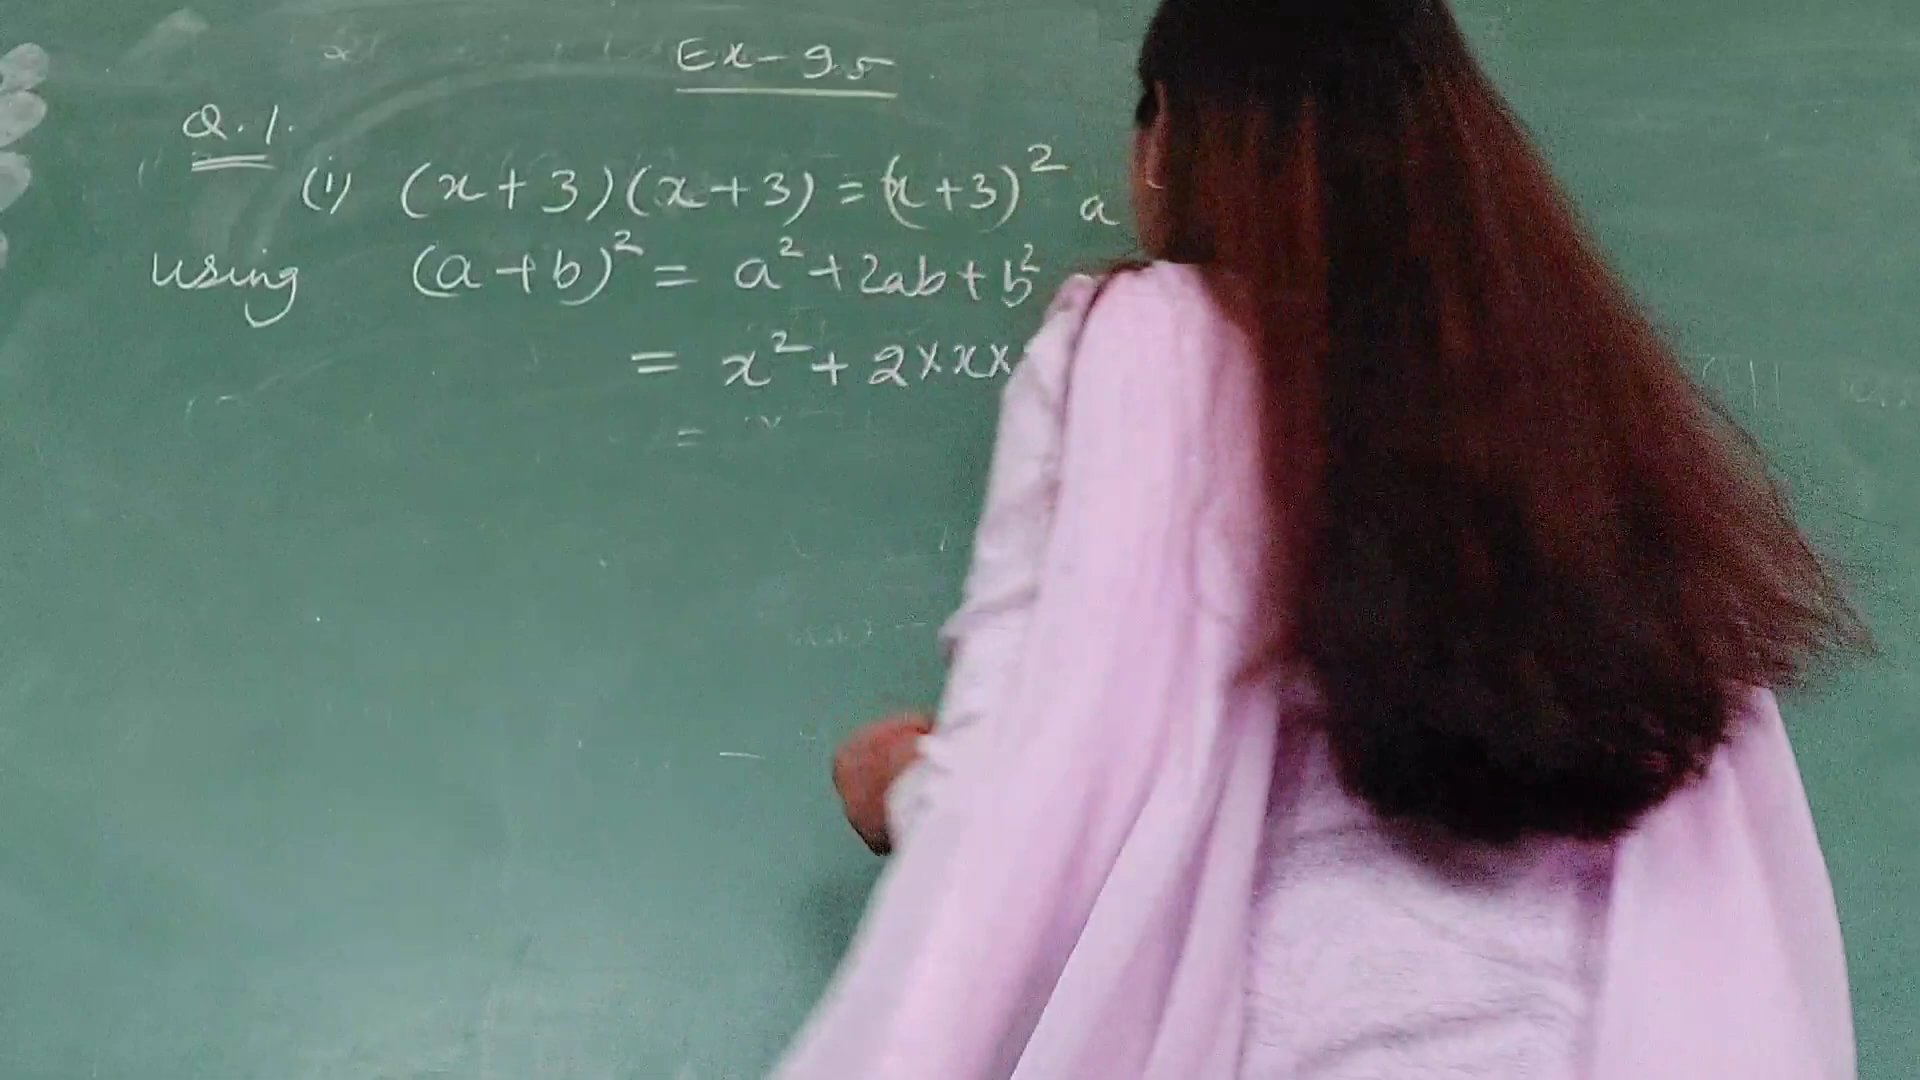 Ex-9.5
Q.1.
(i) (x+3)(x+3) = (x+3)² a
using (a+b)² = a²+2ab+b²
= x²+2×x×
=